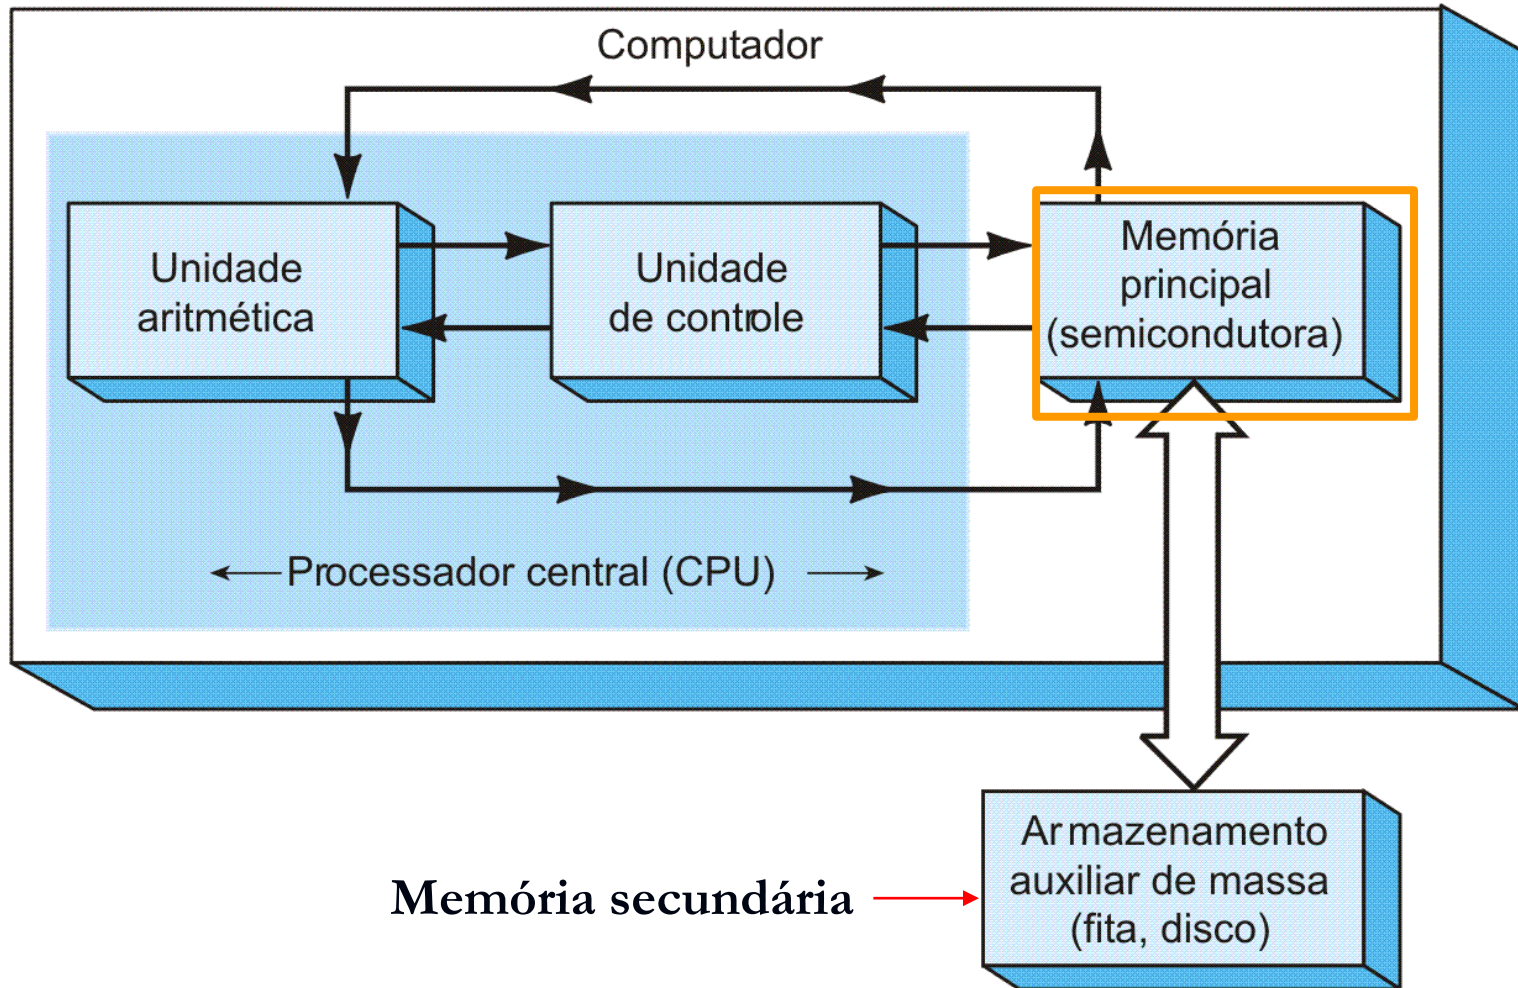 Computador
Unidade
aritmética
Unidade
de controle
Memória
principal
(semicondutora)
Processador central (CPU)
Armazenamento
auxiliar de massa
(fita, disco)
Memória secundária